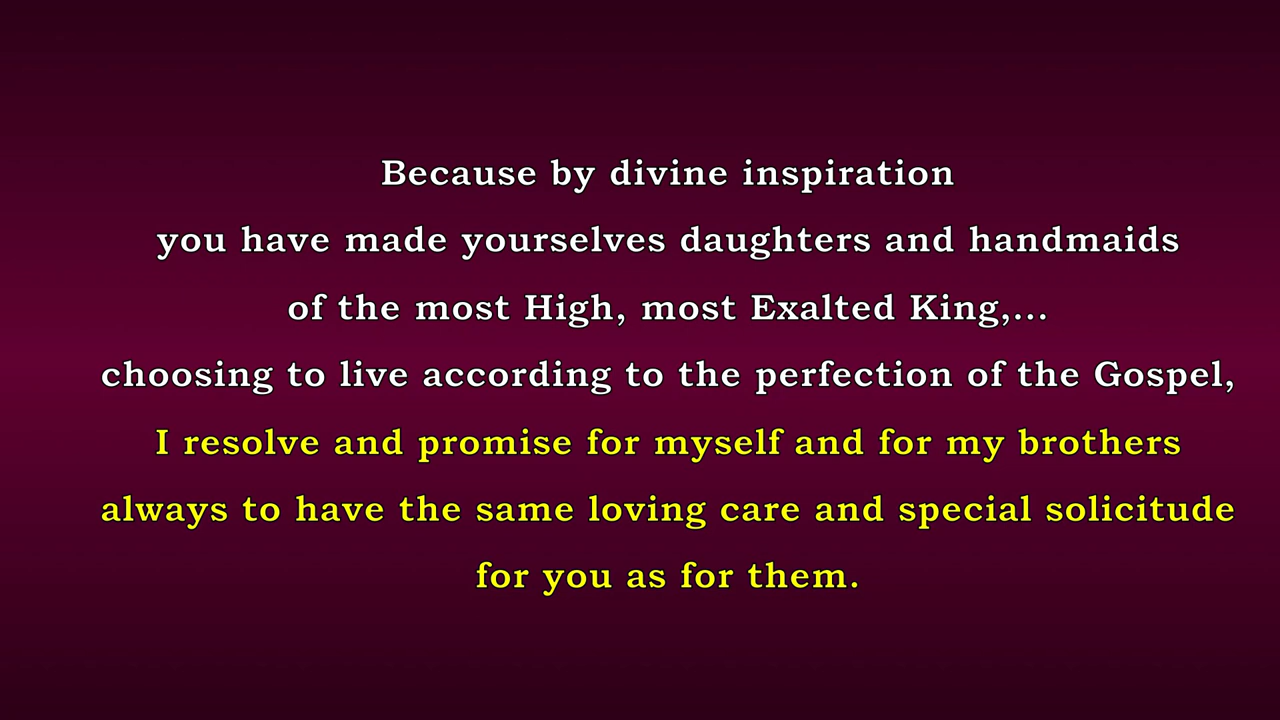 Because by divine inspiration
you have made yourselves daughters and handmaids
of the most High, most Exalted King,...
choosing to live according to the perfection of the Gospel,
I resolve and promise for myself and for my brothers
always to have the same loving care and special solicitude
for you as for them.